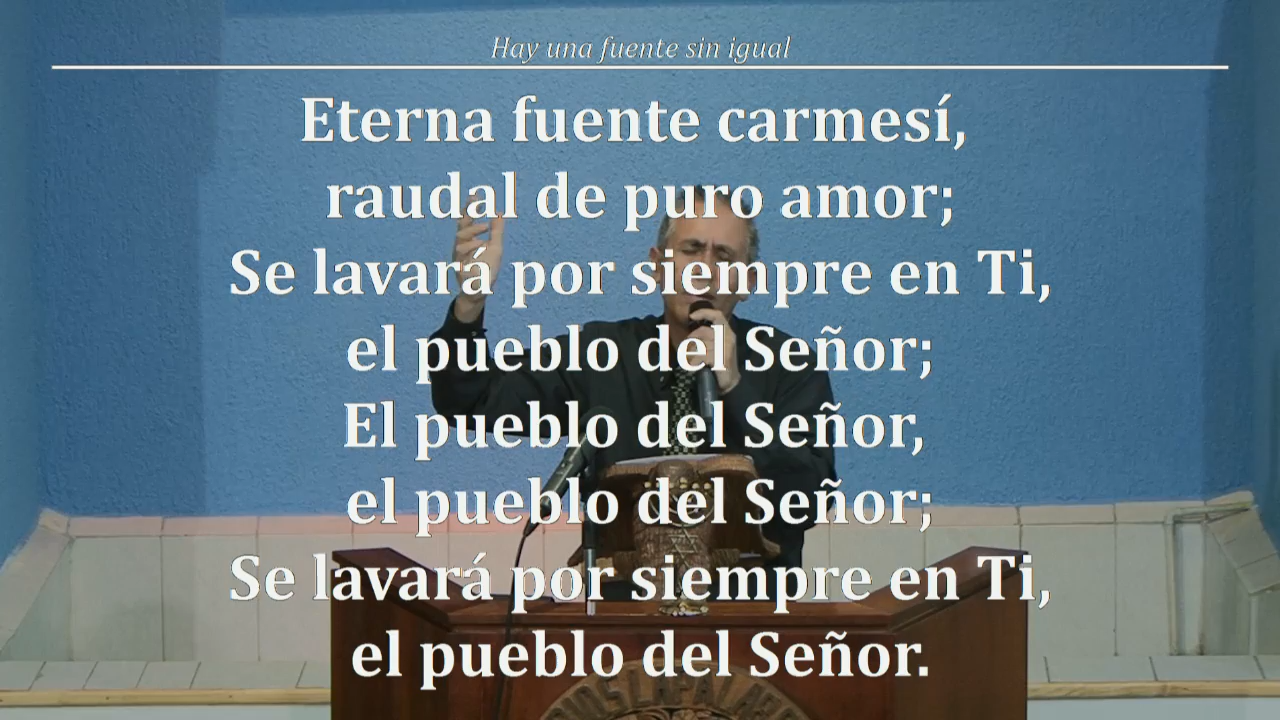 Hay una fuente sin igual
Eterna fuente carmesí,
raudal de puro amor;
Se lavará por siempre en Ti,
el pueblo del Señor;
El pueblo del Señor,
el pueblo del Señor;
Se lavará por siempre en Ti,
el pueblo del Señor.